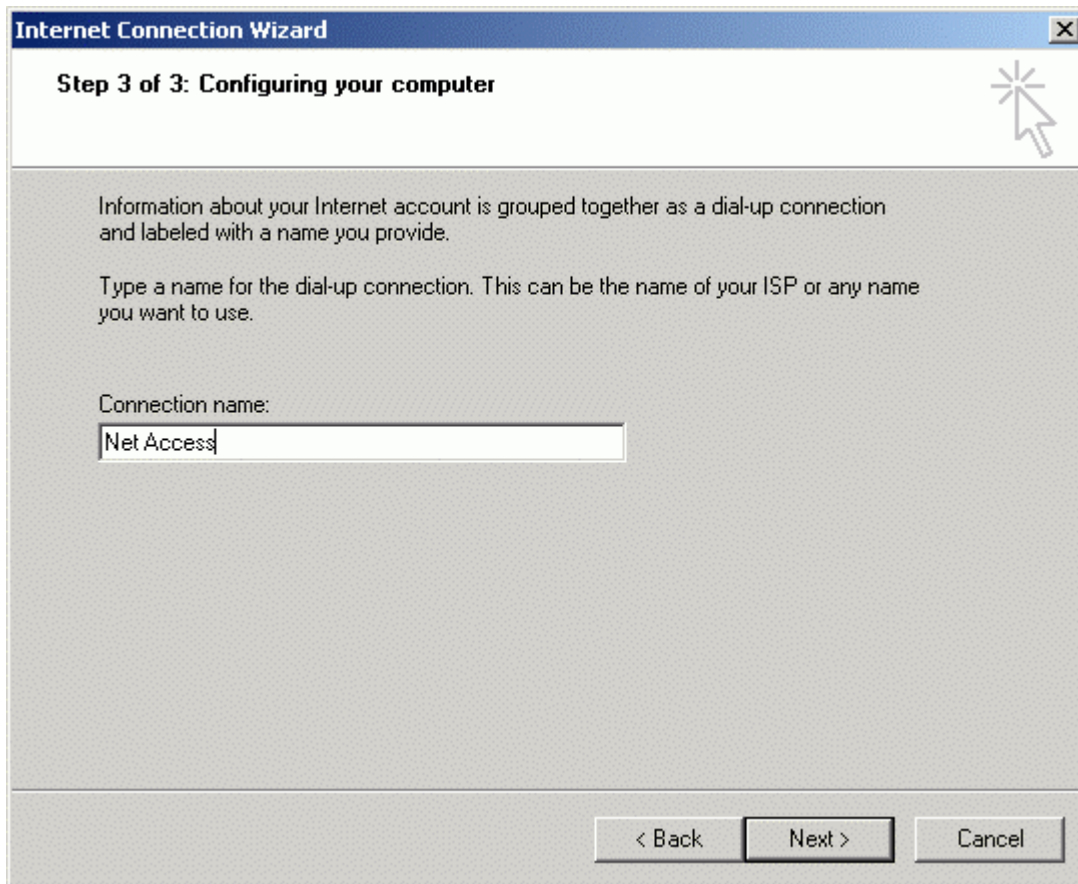 Internet Connection Wizard
Step 3 of 3: Configuring your computer
Information about your Internet account is grouped together as a dial-up connection
and labeled with a name you provide.
Type a name for the dial-up connection. This can be the name of your ISP or any name
you want to use.
Connection name:
Net Access
< Back Next > Cancel